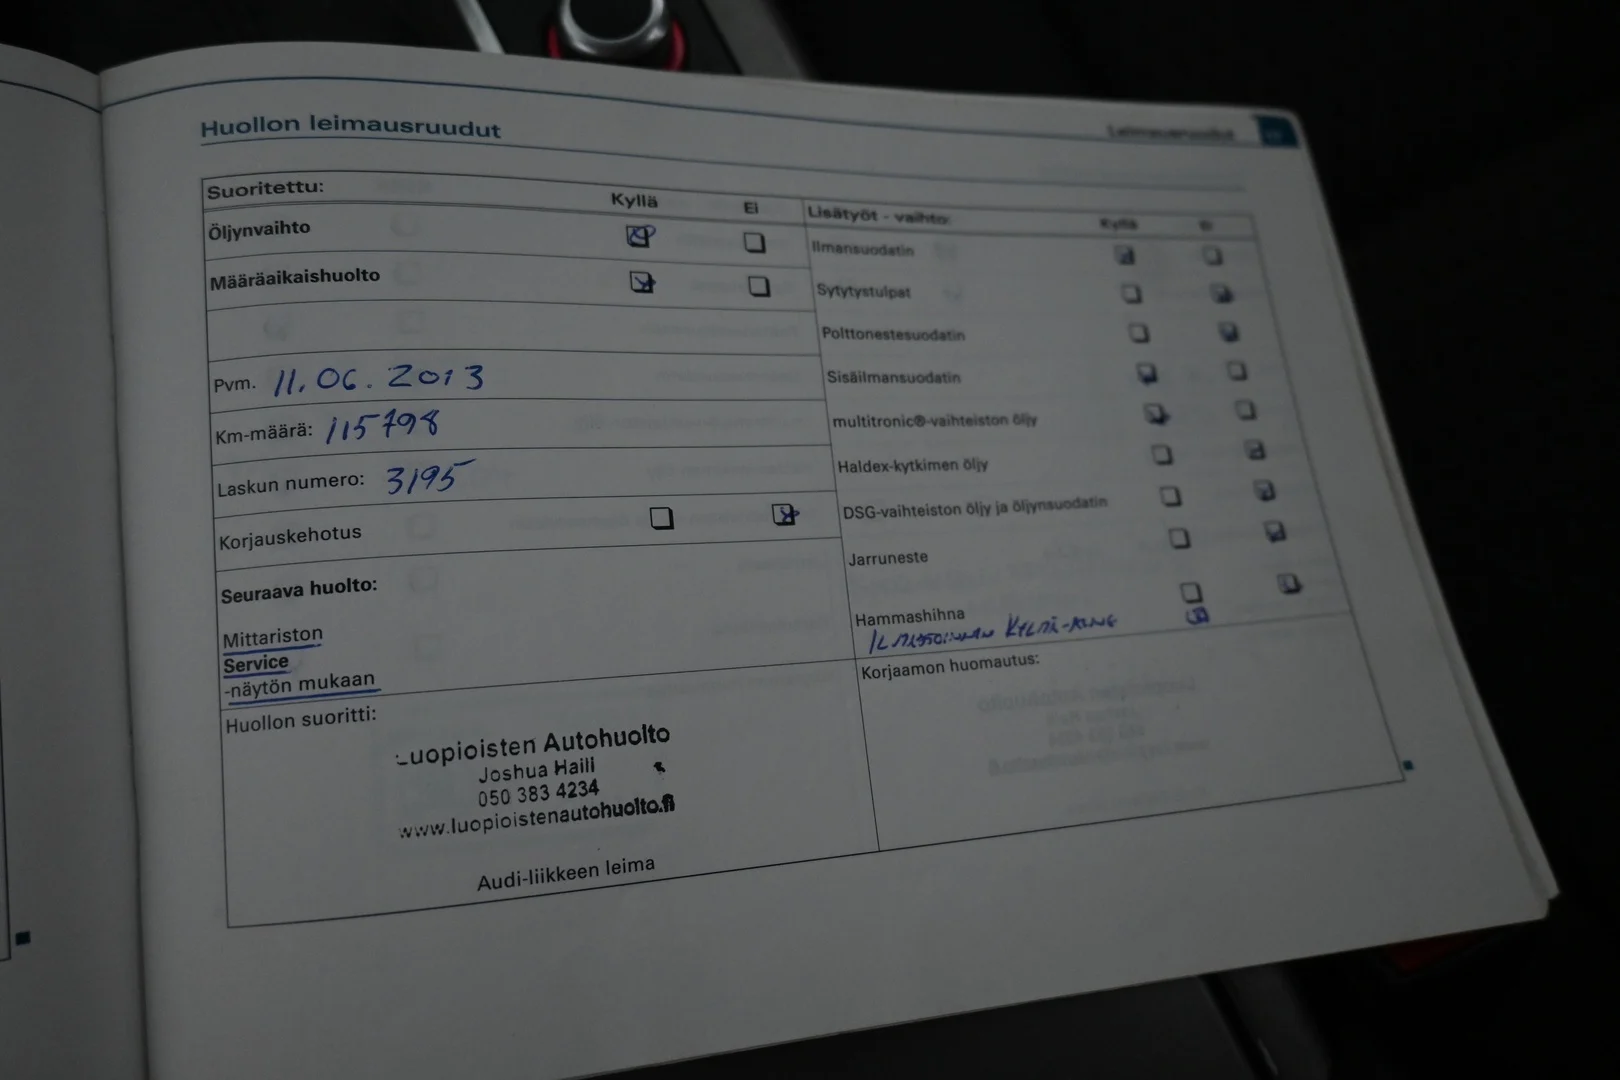 Huollon leimausruudut
Leimausruudut
Suoritettu: Kyllä Ei
Öljynvaihto
Määräaikaishuolto
Pvm. 11.06.2013
Km-määrä: 115798
Laskun numero: 3195
Korjauskehotus
Seuraava huolto:
Mittariston
Service
-näytön mukaan
Huollon suoritti:
Luopioisten Autohuolto
Joshua Haili
050 383 4234
www.luopioistenautohuolto.fi
Audi-liikkeen leima
Lisätyöt - vaihto: Kyllä Ei
Ilmansuodatin
Sytytystulpat
Polttonestesuodatin
Sisäilmansuodatin
multitronic®-vaihteiston öljy
Haldex-kytkimen öljy
DSG-vaihteiston öljy ja öljynsuodatin
Jarruneste
Hammashihna
Korjaamon huomautus: